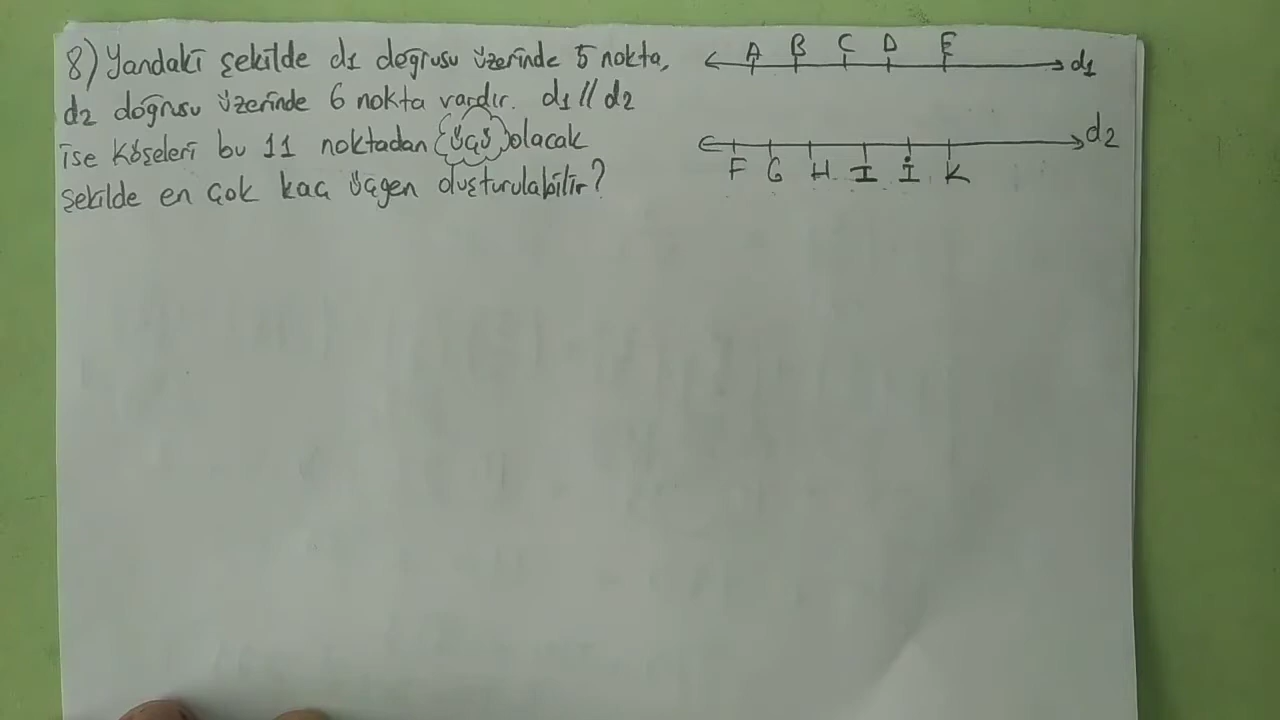 8) Yandaki şekilde d1 doğrusu üzerinde 5 nokta,
d2 doğrusu üzerinde 6 nokta vardır. d1 // d2
ise Köşeleri bu 11 noktadan üçü olacak
şekilde en çok kaç üçgen oluşturulabilir?
A B C D E
d1
d2
F G H I İ K